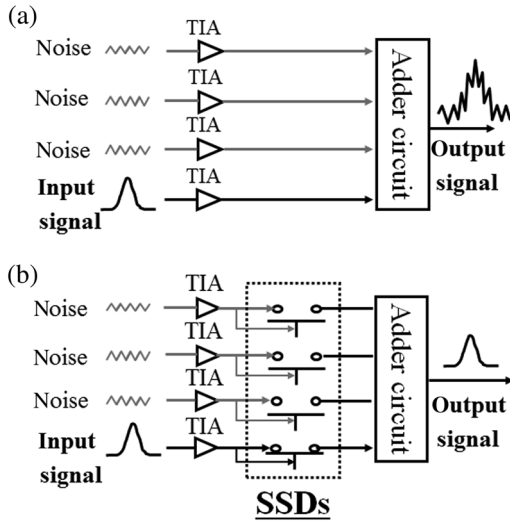 (a)
TIA
Noise
TIA
Noise
TIA
Noise
TIA
Input
signal
Adder circuit
Output
signal
(b)
TIA
Noise
TIA
Noise
TIA
Noise
TIA
Input
signal
Adder circuit
Output
signal
SSDs